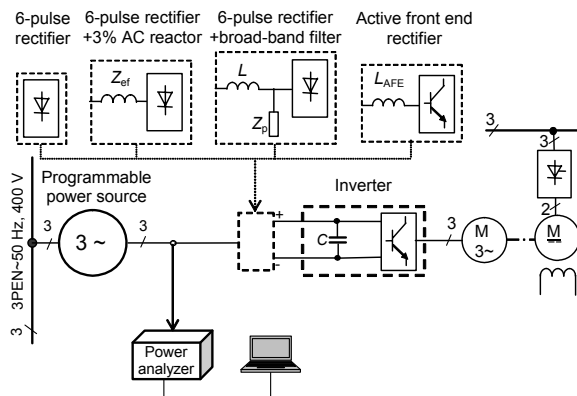 6-pulse
rectifier
6-pulse rectifier
+3% AC reactor
6-pulse rectifier
+broad-band filter
Active front end
rectifier
Zef
L
Zp
LAFE
3
3
2
Programmable
power source
Inverter
3PEN~50 Hz, 400 V
3
3
3 ~
3
+
-
C
3
M
3~
M
Power
analyzer